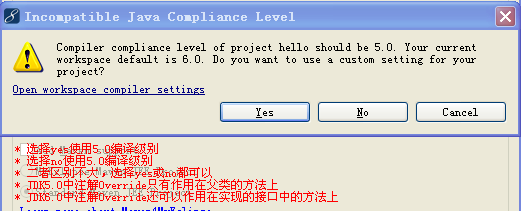 Incompatible Java Compliance Level
Compiler compliance level of project hello should be 5.0. Your current
workspace default is 6.0. Do you want to use a custom setting for your
project?
Open workspace compiler settings
Yes
No
Cancel
* 选择yes使用5.0编译级别
* 选择no使用5.0编译级别
* 二者区别不大，选择yes或no都可以
* JDK5.0中注解Override只有作用在父类的方法上
* JDK6.0中注解Override还可以作用在实现的接口中的方法上
Learn more about Maven4MyEclipse